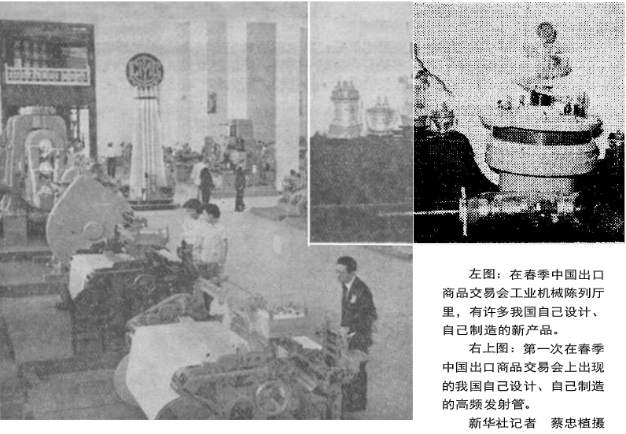 左图：在春季中国出口
商品交易会工业机械陈列厅
里，有许多我国自己设计、
自己制造的新产品。
右上图：第一次在春季
中国出口商品交易会上出现
的我国自己设计、自己制造
的高频发射管。
新华社记者　蔡忠植摄